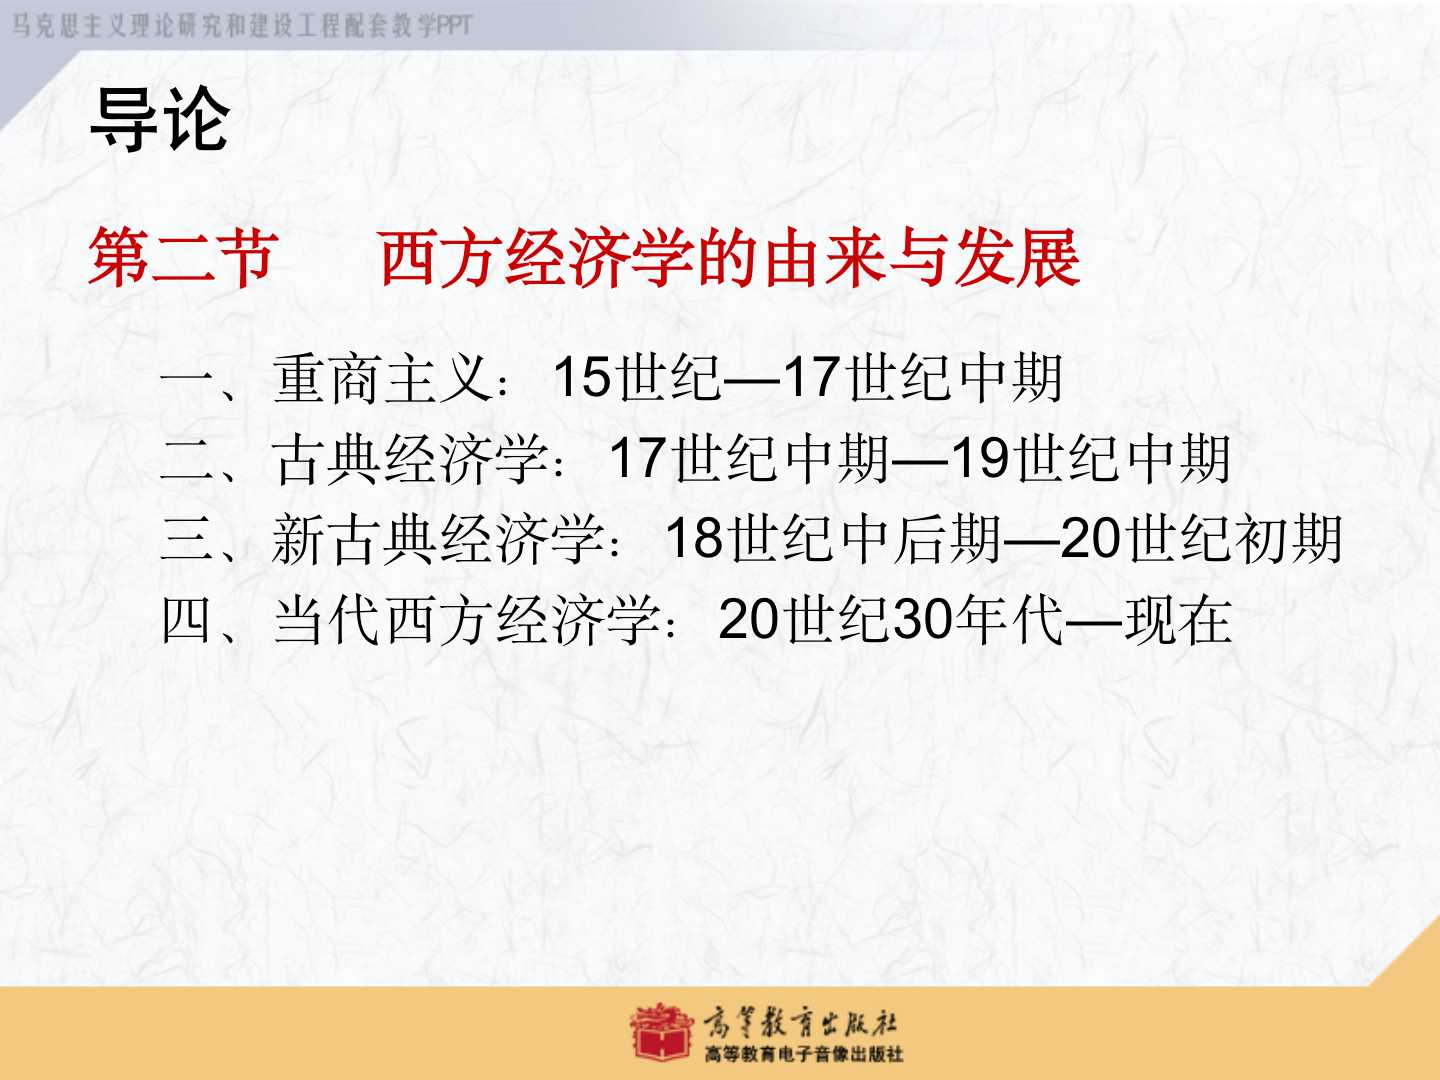 马克思主义理论研究和建设工程配套教学PPT
导论
第二节 西方经济学的由来与发展
一、重商主义：15世纪—17世纪中期
二、古典经济学：17世纪中期—19世纪中期
三、新古典经济学：18世纪中后期—20世纪初期
四、当代西方经济学：20世纪30年代—现在
高等教育出版社
高等教育电子音像出版社